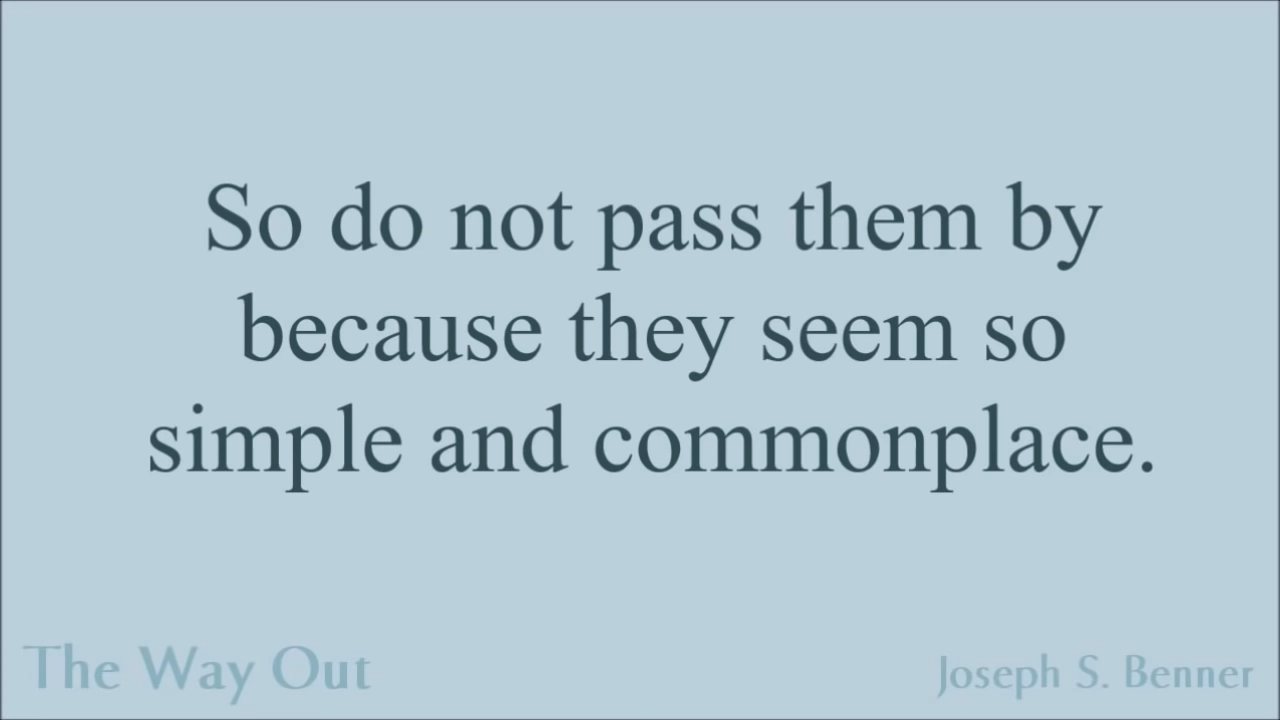 So do not pass them by
because they seem so
simple and commonplace.
The Way Out
Joseph S. Benner